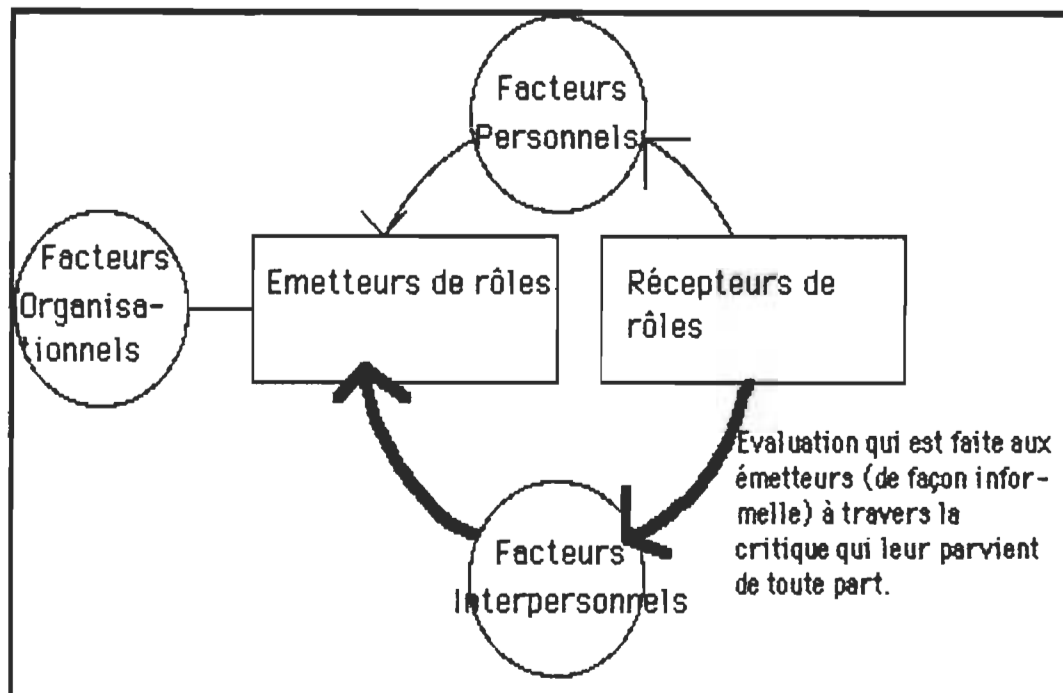 Facteurs
Personnels
Facteurs
Organisa-
tionnels
Emetteurs de rôles
Récepteurs de
rôles
Evaluation qui est faite aux
émetteurs (de façon infor-
melle) à travers la
critique qui leur parvient
de toute part.
Facteurs
Interpersonnels